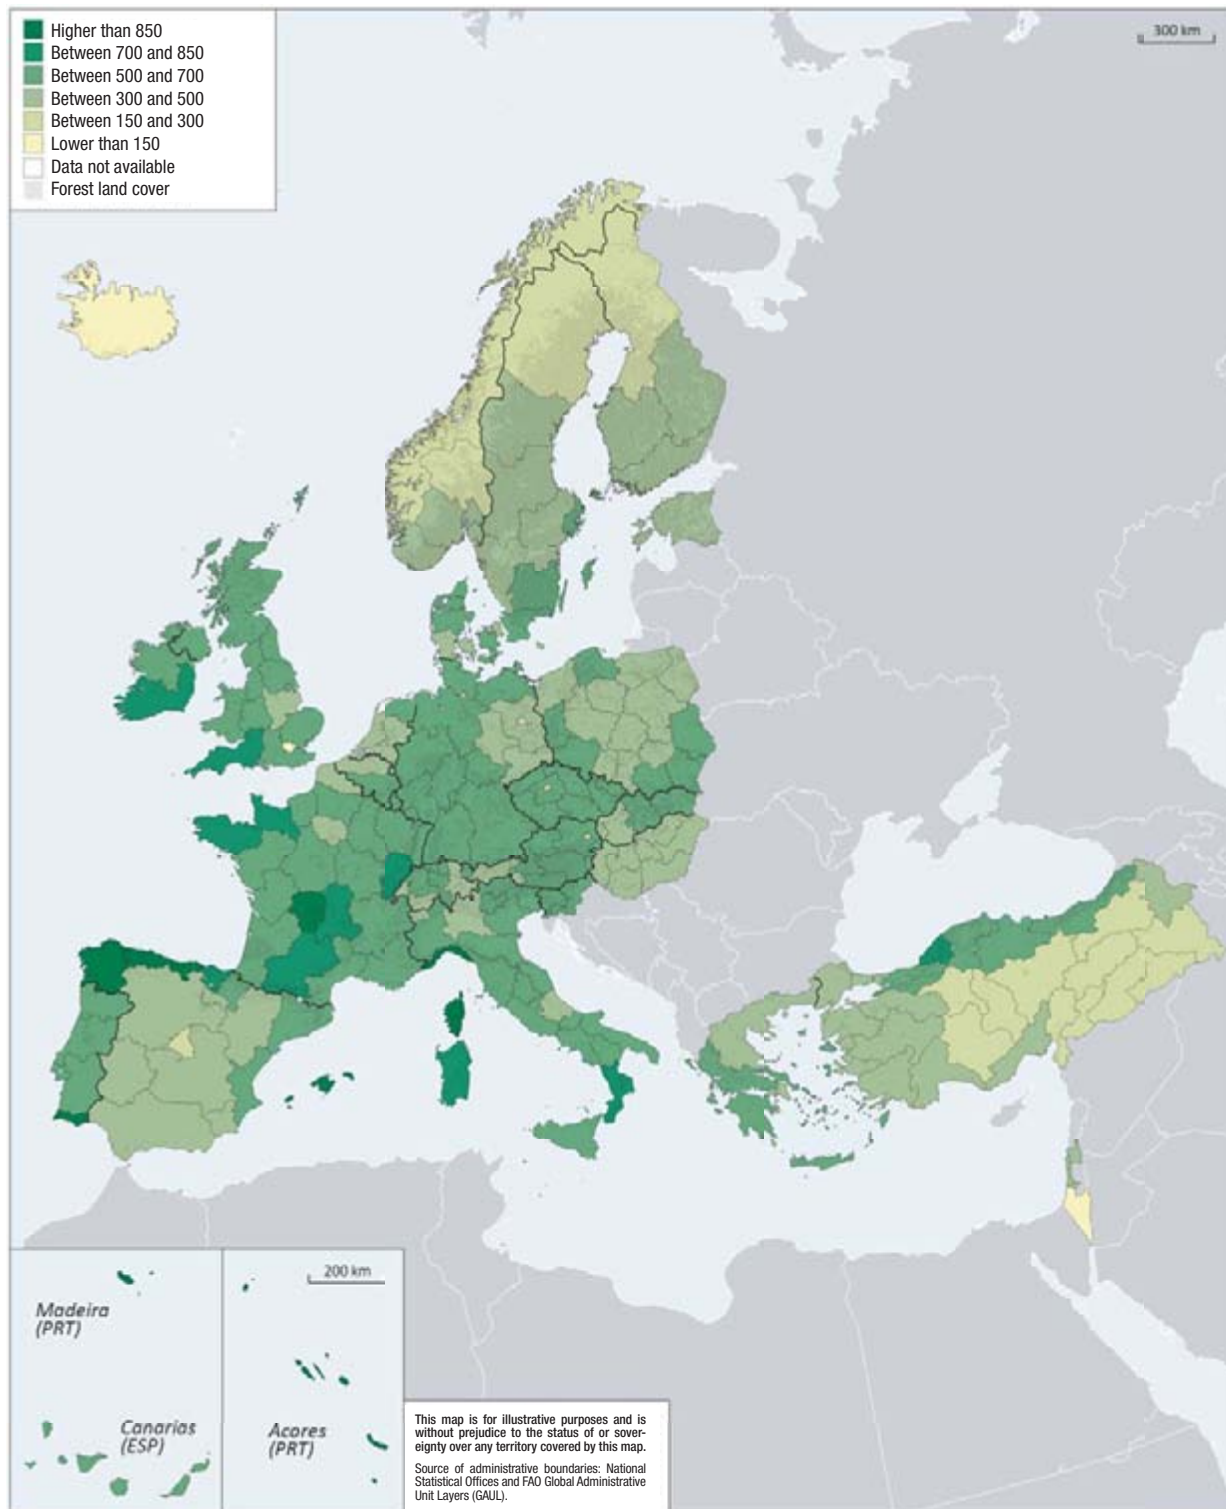 Higher than 850
Between 700 and 850
Between 500 and 700
Between 300 and 500
Between 150 and 300
Lower than 150
Data not available
Forest land cover
300 km
200 km
Madeira
(PRT)
Canarias
(ESP)
Acores
(PRT)
This map is for illustrative purposes and is
without prejudice to the status of or sover-
eignty over any territory covered by this map.
Source of administrative boundaries: National
Statistical Offices and FAO Global Administrative
Unit Layers (GAUL).